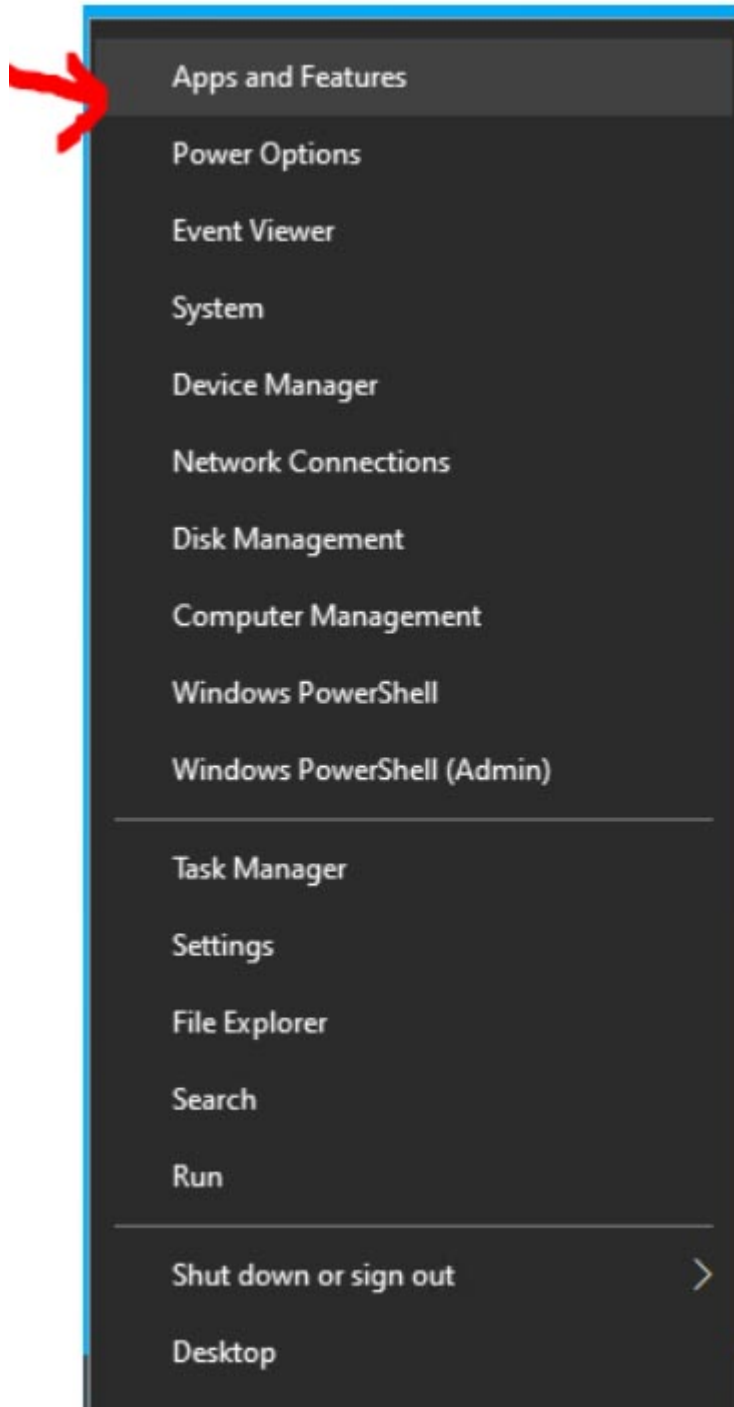 Apps and Features
Power Options
Event Viewer
System
Device Manager
Network Connections
Disk Management
Computer Management
Windows PowerShell
Windows PowerShell (Admin)
Task Manager
Settings
File Explorer
Search
Run
Shut down or sign out
Desktop